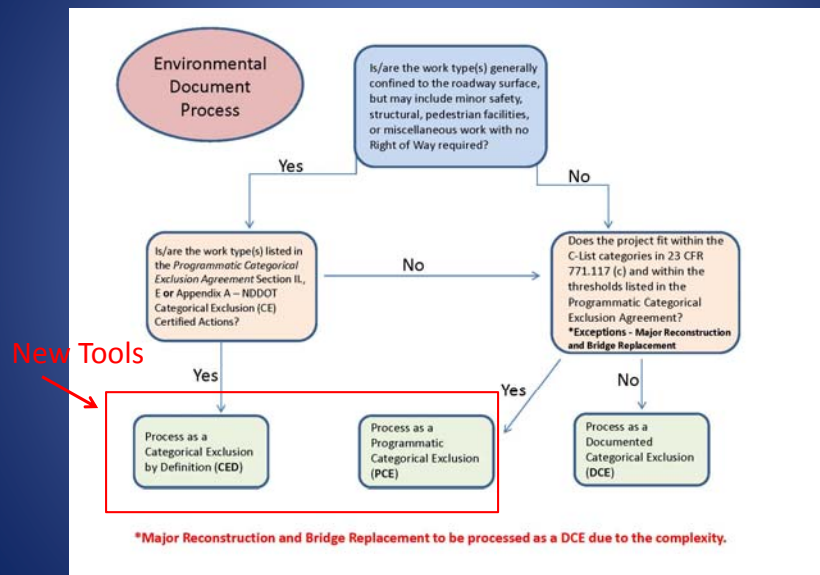 Environmental
Document
Process
Is/are the work type(s) generally
confined to the roadway surface,
but may include minor safety,
structural, pedestrian facilities,
or miscellaneous work with no
Right of Way required?
Yes
No
Is/are the work type(s) listed in
the Programmatic Categorical
Exclusion Agreement Section II.,
E or Appendix A – NDDOT
Categorical Exclusion (CE)
Certified Actions?
No
Does the project fit within the
C-List categories in 23 CFR
771.117 (c) and within the
thresholds listed in the
Programmatic Categorical
Exclusion Agreement?
*Exceptions - Major Reconstruction
and Bridge Replacement
New Tools
Yes
Yes
No
Process as a
Categorical Exclusion
by Definition (CED)
Process as a
Programmatic
Categorical Exclusion
(PCE)
Process as a
Documented
Categorical Exclusion
(DCE)
*Major Reconstruction and Bridge Replacement to be processed as a DCE due to the complexity.